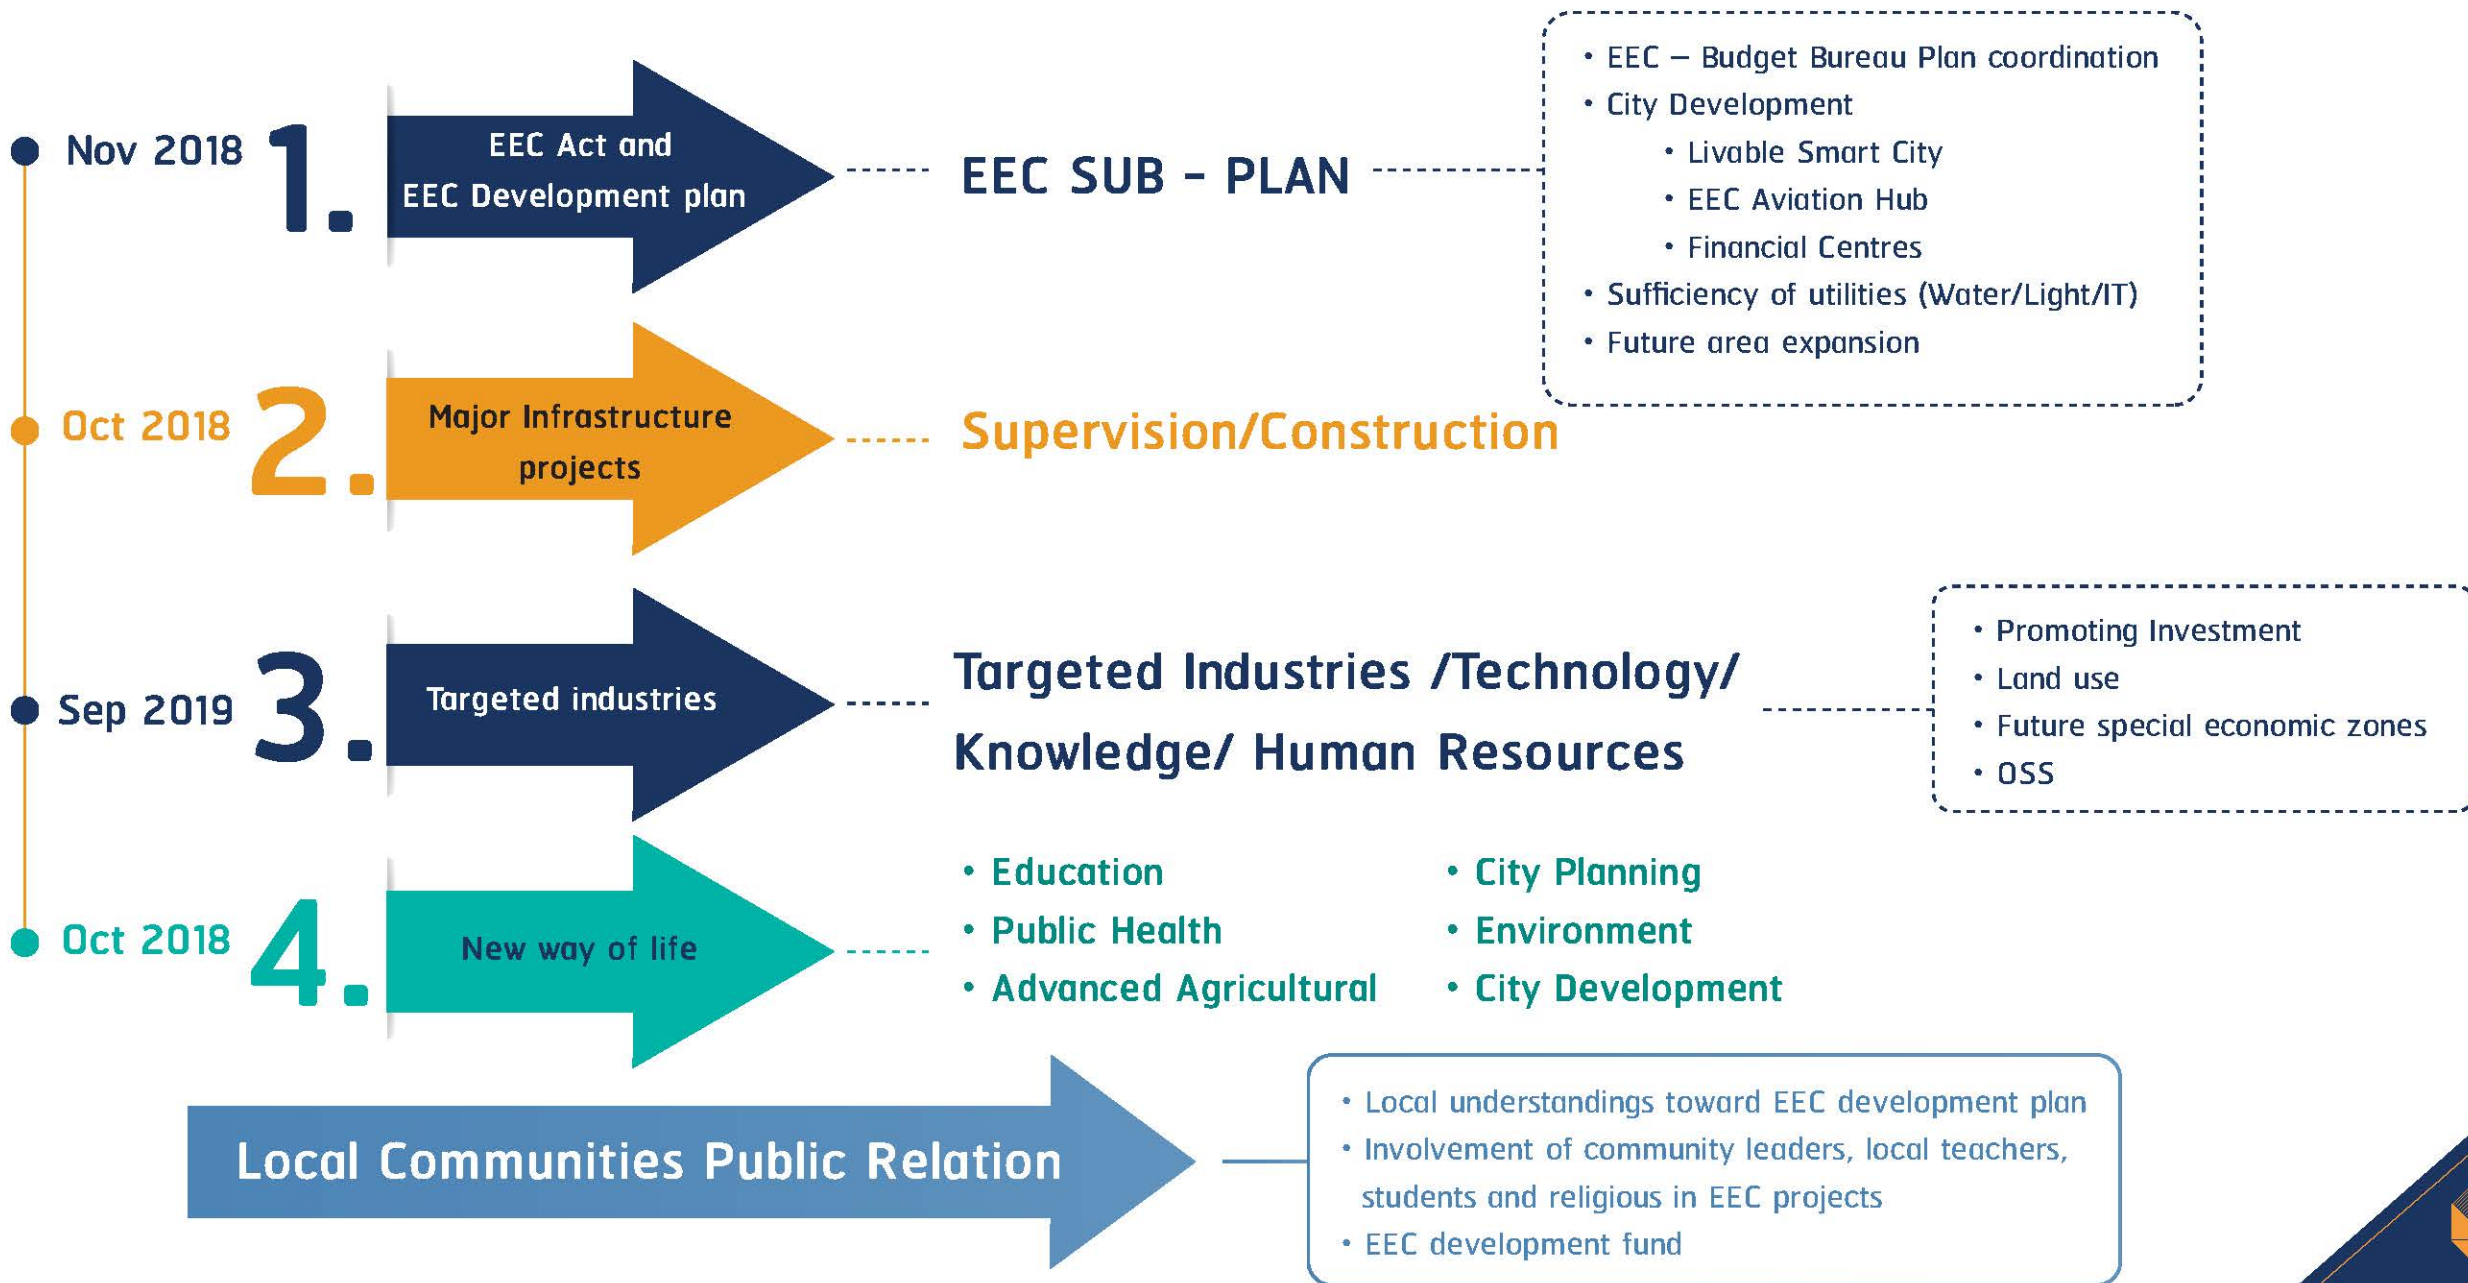 Nov 2018
1.
EEC Act and
EEC Development plan
EEC SUB - PLAN
• EEC – Budget Bureau Plan coordination
• City Development
• Livable Smart City
• EEC Aviation Hub
• Financial Centres
• Sufficiency of utilities (Water/Light/IT)
• Future area expansion
Oct 2018
2.
Major Infrastructure
projects
Supervision/Construction
Sep 2019
3.
Targeted industries
Targeted Industries /Technology/
Knowledge/ Human Resources
• Promoting Investment
• Land use
• Future special economic zones
• OSS
Oct 2018
4.
New way of life
• Education
• Public Health
• Advanced Agricultural
• City Planning
• Environment
• City Development
Local Communities Public Relation
• Local understandings toward EEC development plan
• Involvement of community leaders, local teachers,
students and religious in EEC projects
• EEC development fund